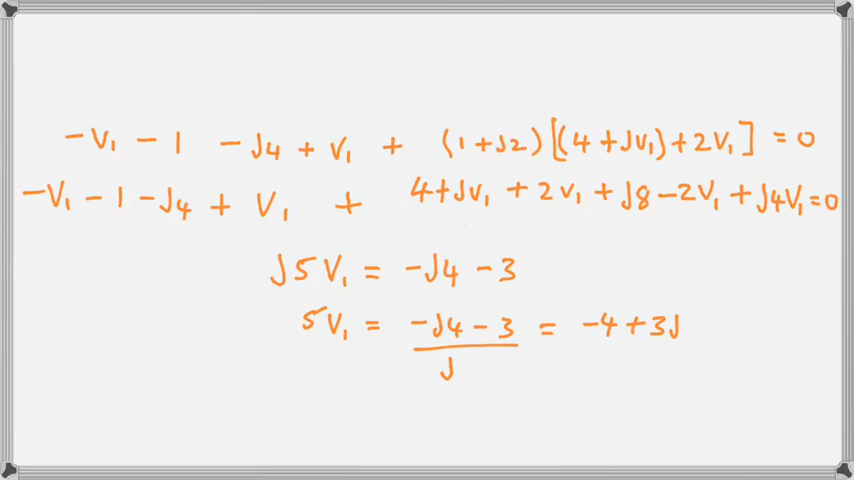 -V₁ - 1 - J4 + V₁ + (1+J2)[(4+JV₁)+2V₁] = 0
-V₁ - 1 - J4 + V₁ + 4+JV₁ + 2V₁ + J8 - 2V₁ + J4V₁ = 0
J5V₁ = -J4 - 3
5V₁ = (-J4 - 3)/J = -4 + 3J